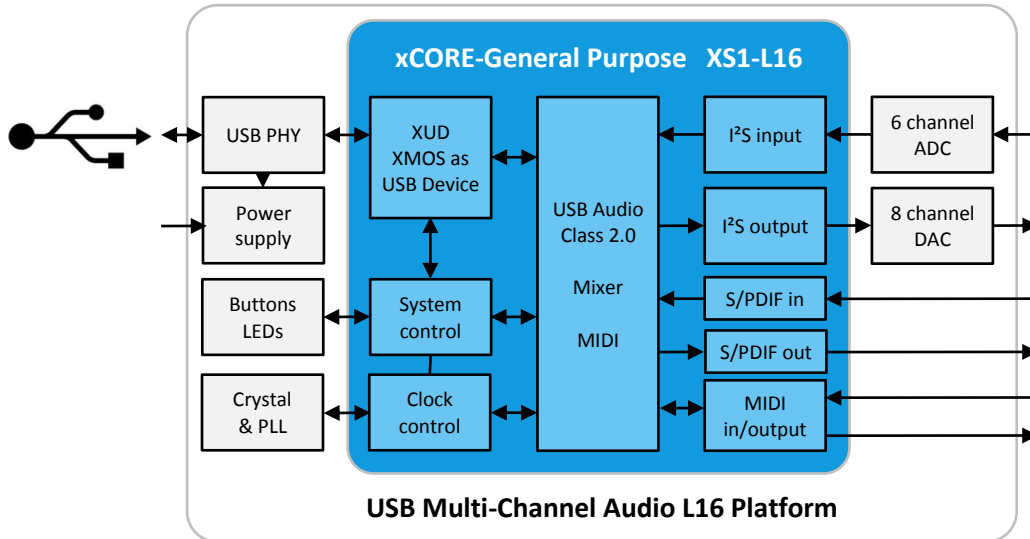 xCORE-General Purpose XS1-L16
USB PHY
XUD
XMOS as
USB Device
Power
supply
Buttons
LEDs
System
control
Crystal
& PLL
Clock
control
USB Audio
Class 2.0
Mixer
MIDI
I²S input
6 channel
ADC
I²S output
8 channel
DAC
S/PDIF in
S/PDIF out
MIDI
in/output
USB Multi-Channel Audio L16 Platform